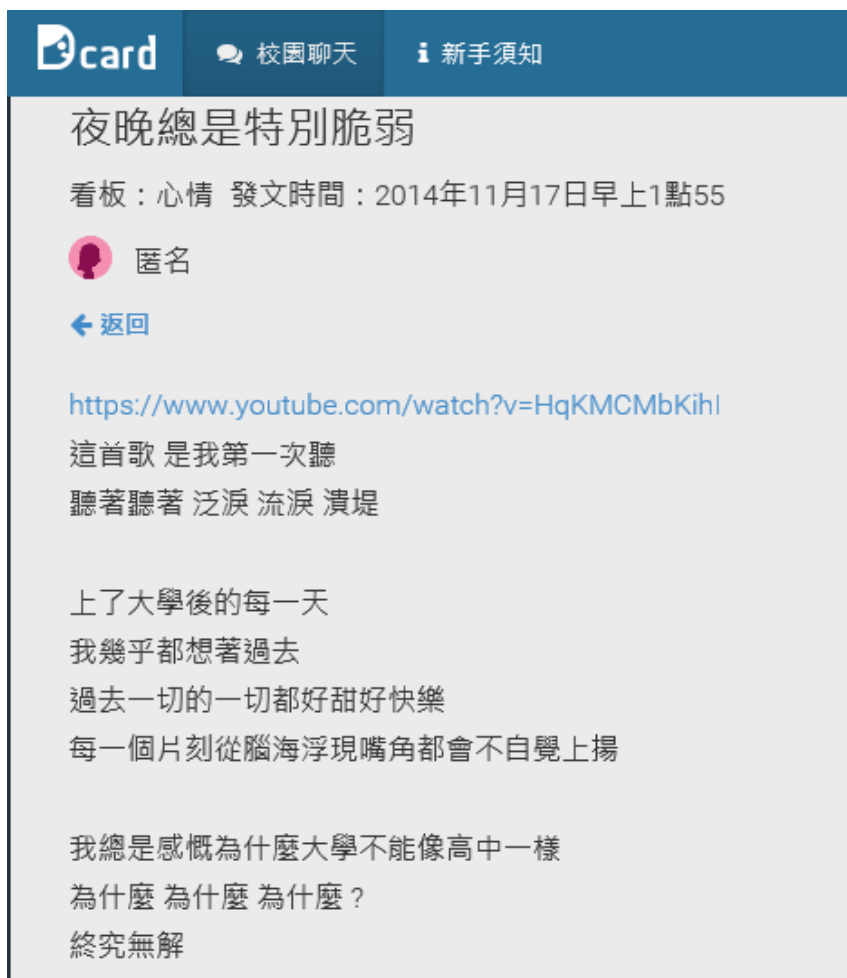 Dcard 校園聊天 新手須知
夜晚總是特別脆弱
看板：心情 發文時間：2014年11月17日早上1點55
匿名
返回
https://www.youtube.com/watch?v=HqKMCMbKihI
這首歌 是我第一次聽
聽著聽著 泛淚 流淚 潰堤
上了大學後的每一天
我幾乎都想著過去
過去一切的一切都好甜好快樂
每一個片刻從腦海浮現嘴角都會不自覺上揚
我總是感慨為什麼大學不能像高中一樣
為什麼 為什麼 為什麼？
終究無解